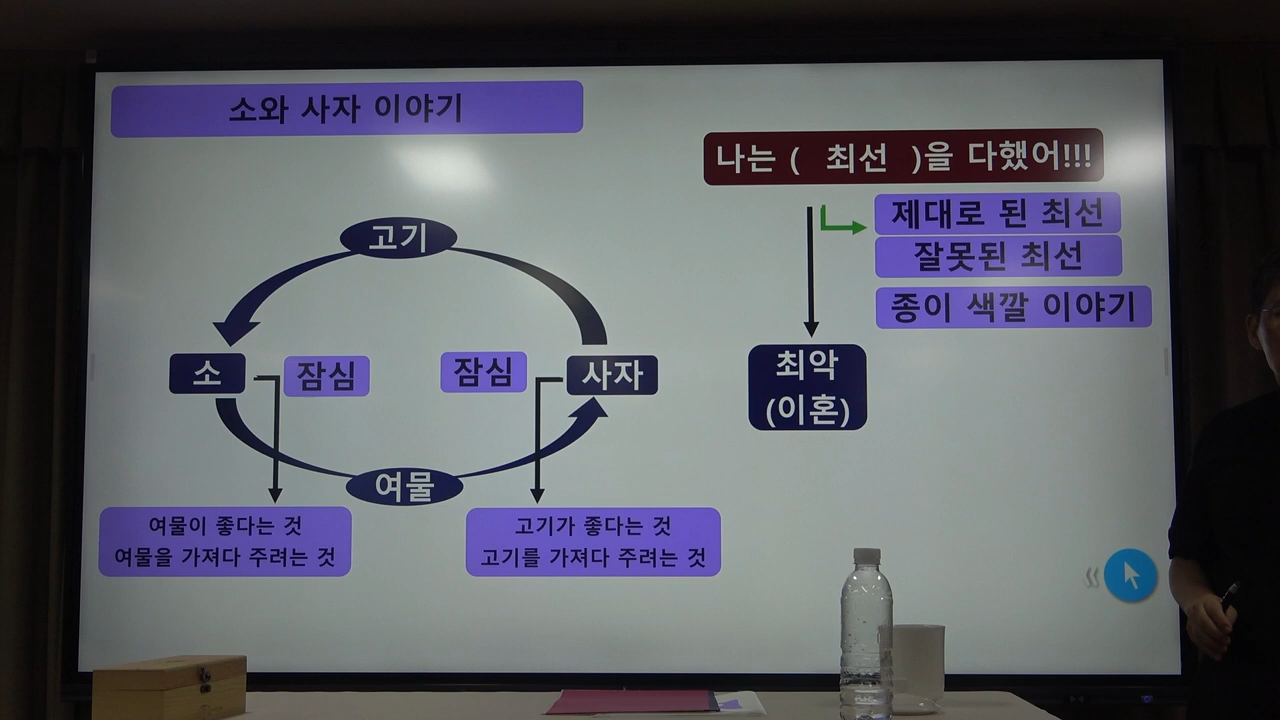 소와 사자 이야기
나는 ( 최선 )을 다했어!!!
제대로 된 최선
잘못된 최선
종이 색깔 이야기
최악
(이혼)
고기
소
잠심
잠심
사자
여물
여물이 좋다는 것
여물을 가져다 주려는 것
고기가 좋다는 것
고기를 가져다 주려는 것